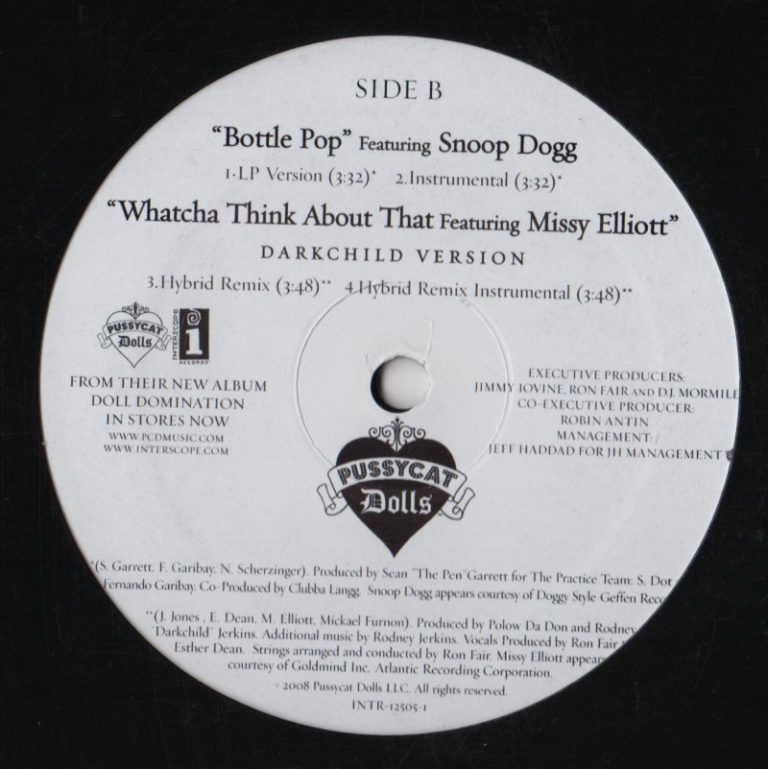 SIDE B
"Bottle Pop" Featuring Snoop Dogg
1.LP Version (3:32)* 2.Instrumental (3:32)*
"Whatcha Think About That Featuring Missy Elliott"
DARKCHILD VERSION
3.Hybrid Remix (3:48)** 4.Hybrid Remix Instrumental (3:48)**
PUSSYCAT
Dolls
INTERSCOPE
i
RECORDS
FROM THEIR NEW ALBUM
DOLL DOMINATION
IN STORES NOW
WWW.PCDMUSIC.COM
WWW.INTERSCOPE.COM
EXECUTIVE PRODUCERS:
JIMMY IOVINE, RON FAIR AND D.J. MORMILE
CO-EXECUTIVE PRODUCER:
ROBIN ANTIN
MANAGEMENT: /
JEFF HADDAD FOR JH MANAGEMENT
PUSSYCAT
Dolls
*(S. Garrett, F. Garibay, N. Scherzinger). Produced by Sean "The Pen"Garrett for The Practice Team: S. Dot
Fernando Garibay. Co-Produced by Clubba Langg. Snoop Dogg appears courtesy of Doggy Style Geffen Reco
**(J. Jones , E. Dean, M. Elliott, Mickael Furnon). Produced by Polow Da Don and Rodney
"Darkchild" Jerkins. Additional music by Rodney Jerkins. Vocals Produced by Ron Fair
Esther Dean. Strings arranged and conducted by Ron Fair. Missy Elliott appear
courtesy of Goldmind Inc. Atlantic Recording Corporation.
2008 Pussycat Dolls LLC. All rights reserved.
INTR-12505-1